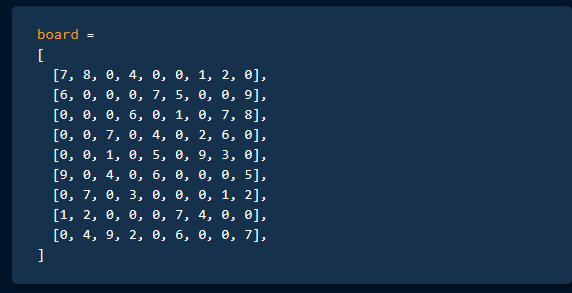 board =
[
[7, 8, 0, 4, 0, 0, 1, 2, 0],
[6, 0, 0, 0, 7, 5, 0, 0, 9],
[0, 0, 0, 6, 0, 1, 0, 7, 8],
[0, 0, 7, 0, 4, 0, 2, 6, 0],
[0, 0, 1, 0, 5, 0, 9, 3, 0],
[9, 0, 4, 0, 6, 0, 0, 0, 5],
[0, 7, 0, 3, 0, 0, 0, 1, 2],
[1, 2, 0, 0, 0, 7, 4, 0, 0],
[0, 4, 9, 2, 0, 6, 0, 0, 7],
]